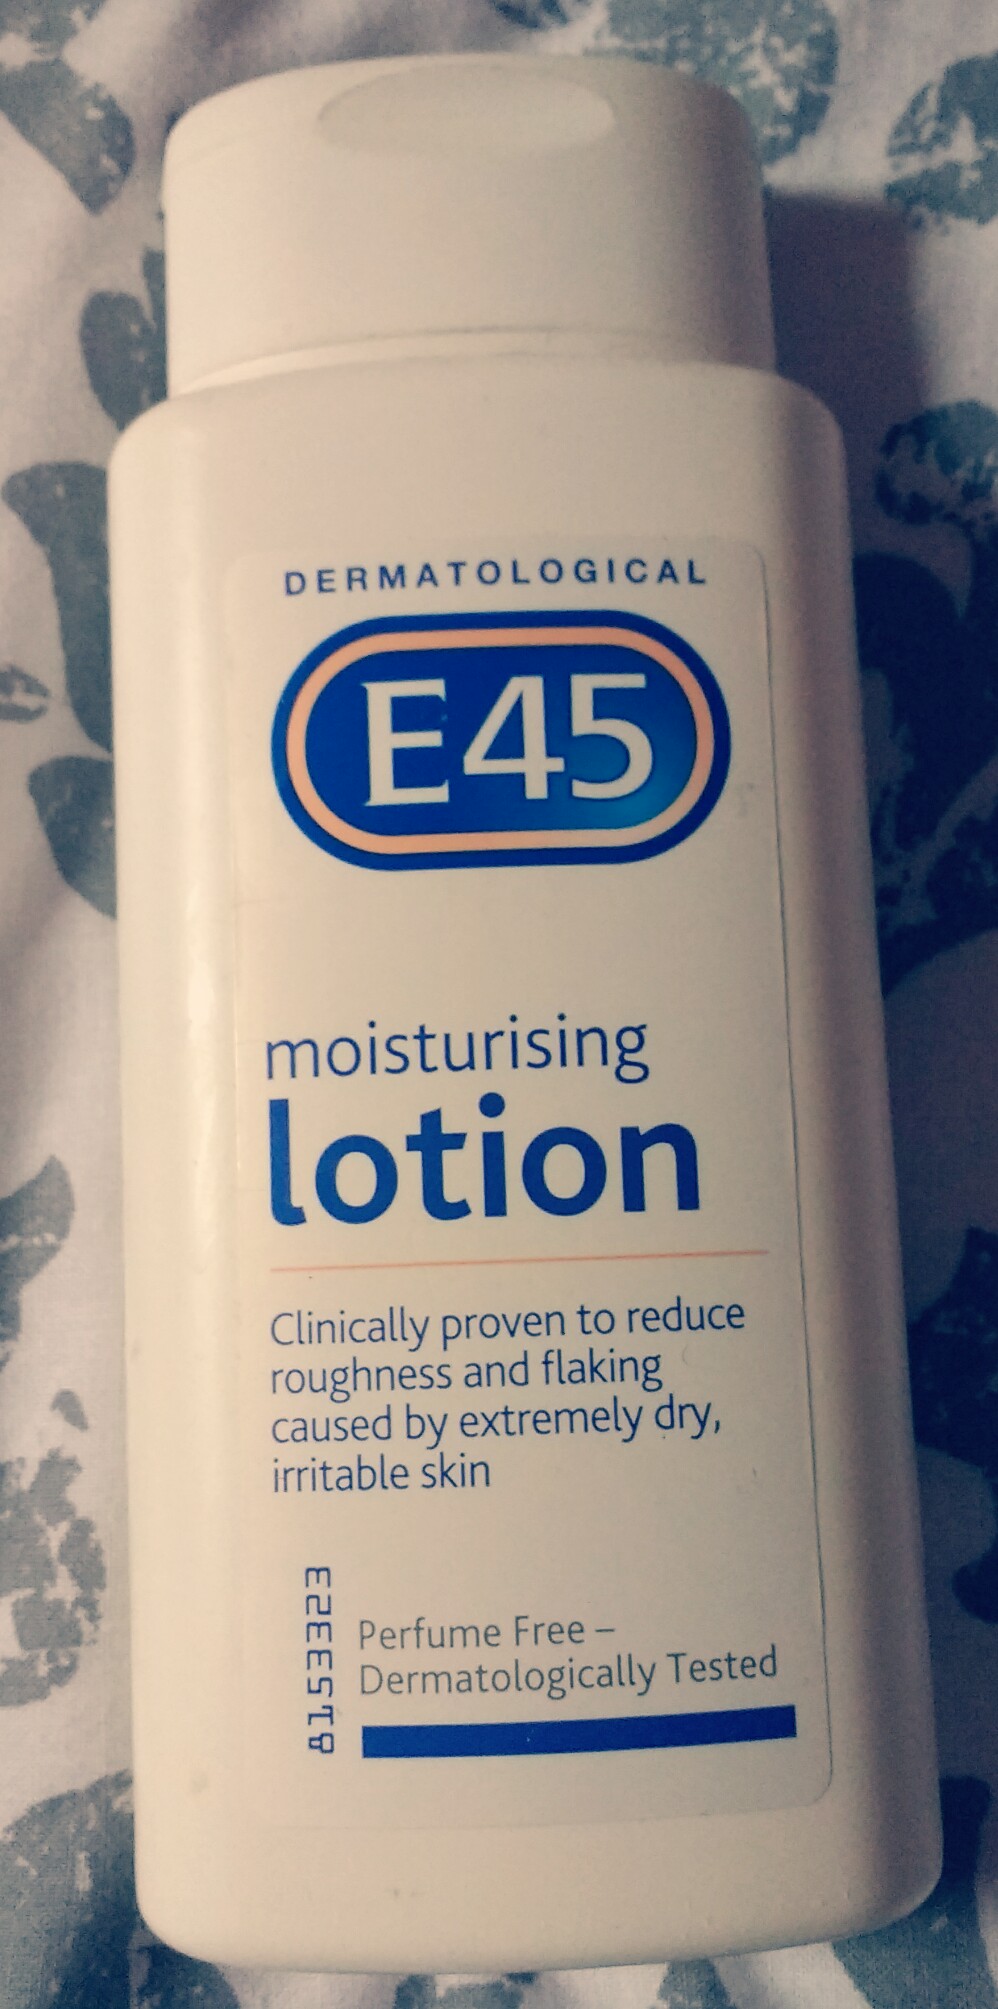 DERMATOLOGICAL
E45
moisturising
lotion
Clinically proven to reduce
roughness and flaking
caused by extremely dry,
irritable skin
8153323
Perfume Free –
Dermatologically Tested